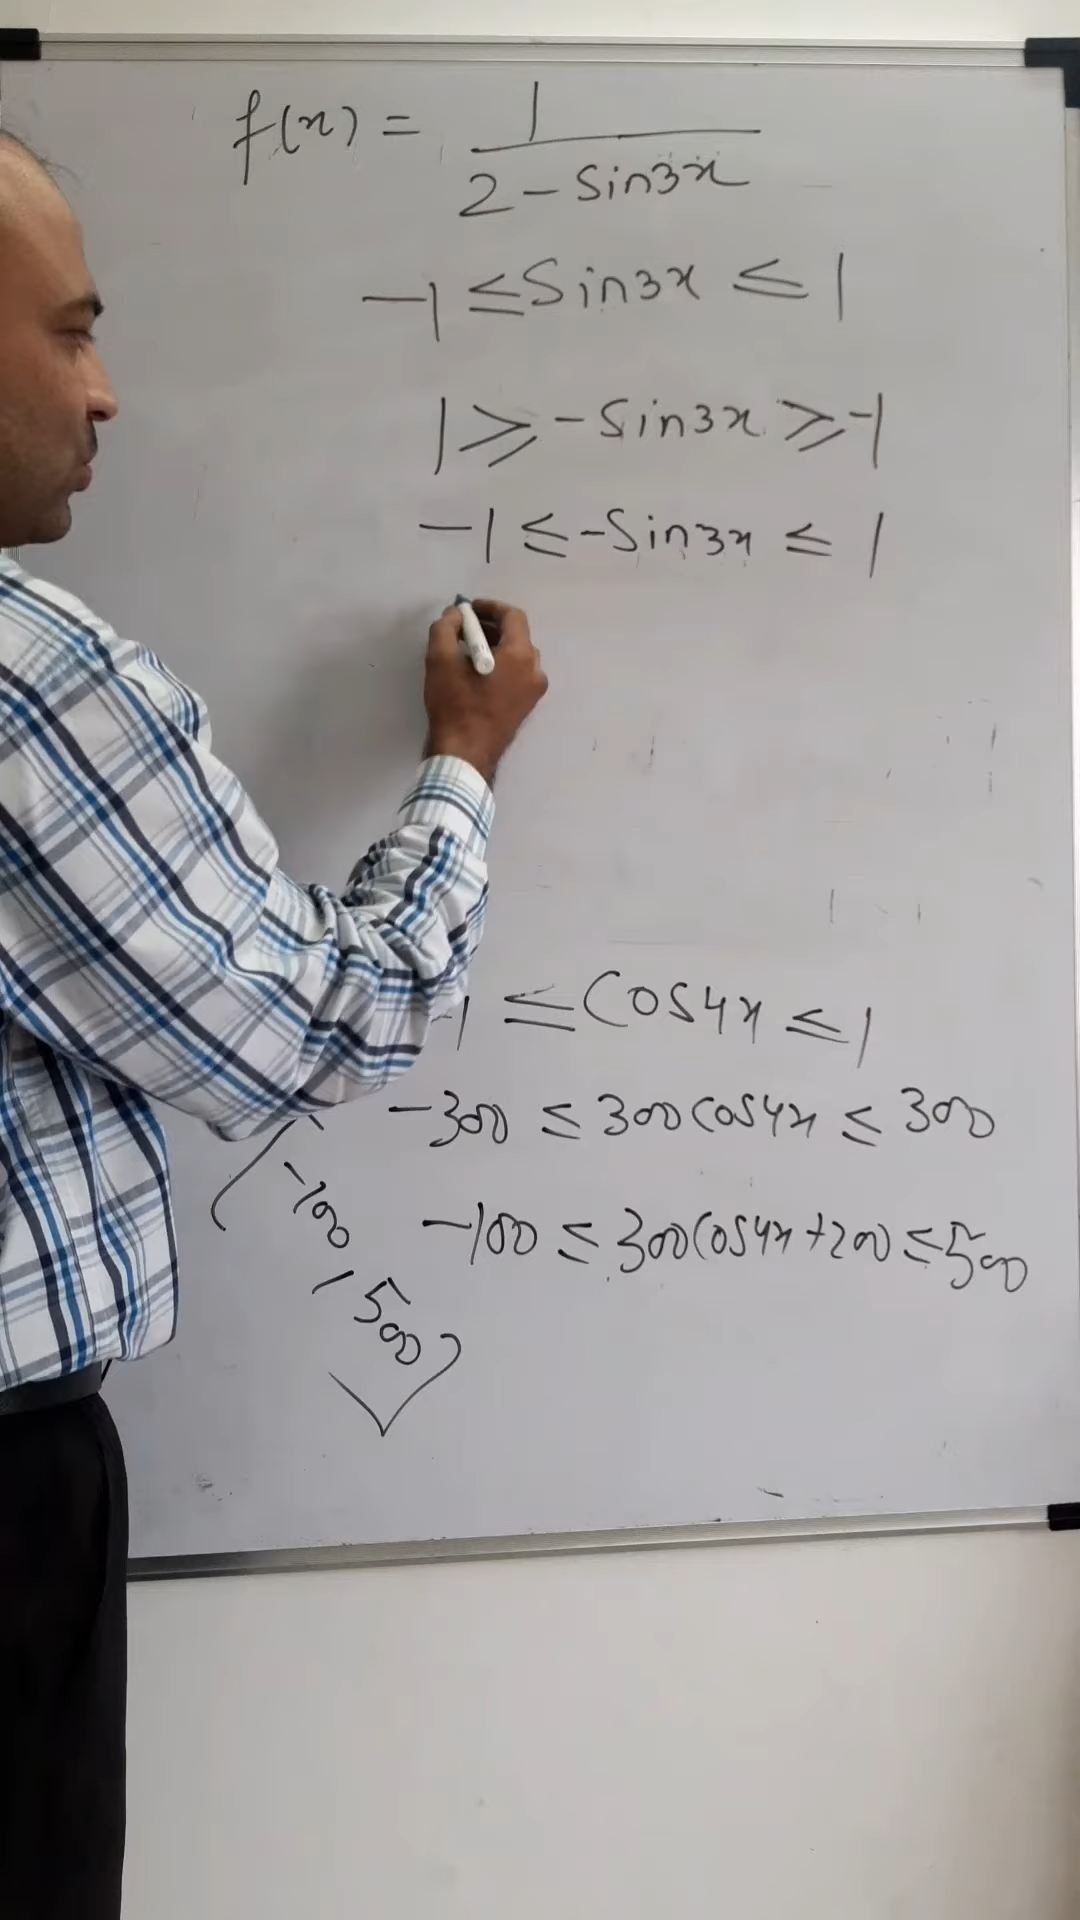 f(x) = 1
2 - Sin3x
-1 ≤ Sin3x ≤ 1
1 ≥ -Sin3x ≥ -1
-1 ≤ -Sin3x ≤ 1
-1 ≤ Cos4x ≤ 1
-300 ≤ 300Cos4x ≤ 300
-100 ≤ 300Cos4x + 200 ≤ 500
(-100, 500)